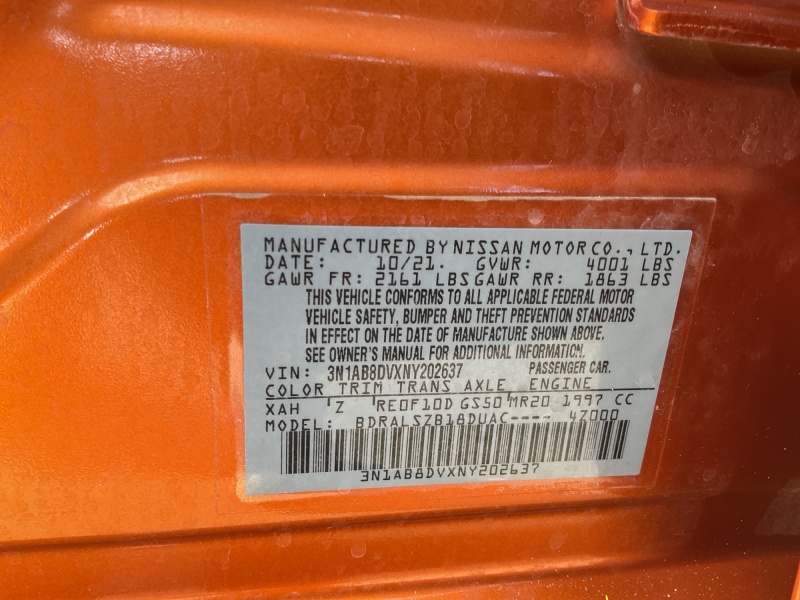 MANUFACTURED BY NISSAN MOTOR CO., LTD.
DATE: 10/21. GVWR: 4001 LBS
GAWR FR: 2161 LBS GAWR RR: 1863 LBS
THIS VEHICLE CONFORMS TO ALL APPLICABLE FEDERAL MOTOR
VEHICLE SAFETY, BUMPER AND THEFT PREVENTION STANDARDS
IN EFFECT ON THE DATE OF MANUFACTURE SHOWN ABOVE.
SEE OWNER'S MANUAL FOR ADDITIONAL INFORMATION.
VIN: 3N1AB8DVXNY202637 PASSENGER CAR.
COLOR TRIM TRANS AXLE ENGINE
XAH Z RE0F10D GS50 MR20 1997 CC
MODEL: BDRALSZB18DUAC---- 47000
3N1AB8DVXNY202637